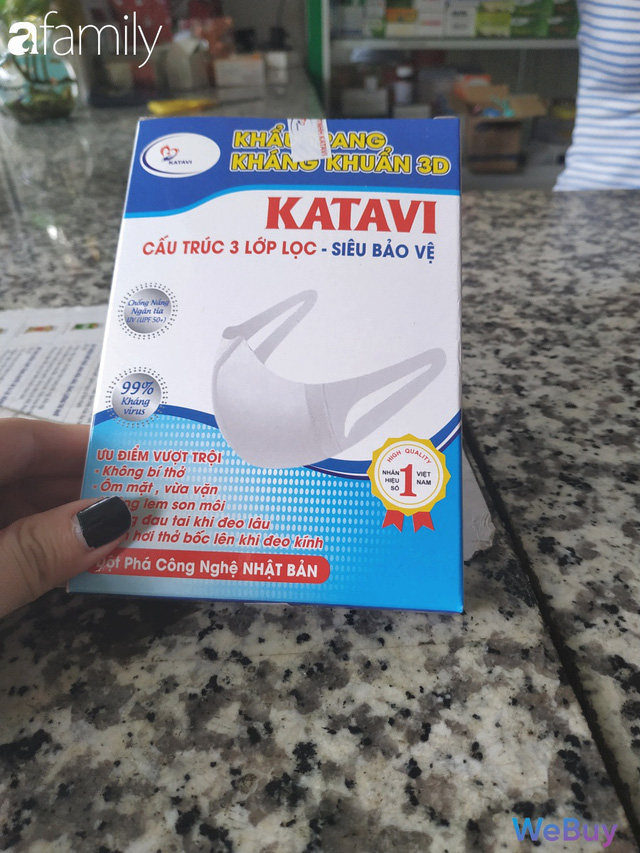 afamily
KATAVI
KHẨU TRANG
KHÁNG KHUẨN 3D
KATAVI
CẤU TRÚC 3 LỚP LỌC - SIÊU BẢO VỆ
Chống Nắng
Ngăn tia
UV (UPF 50+)
99%
Kháng
virus
ƯU ĐIỂM VƯỢT TRỘI
- Không bí thở
- Ôm mặt, vừa vặn
lem son môi
đau tai khi đeo lâu
hơi thở bốc lên khi đeo kính
Phá Công Nghệ NHẬT BẢN
HIGH QUALITY
NHÃN HIỆU SỐ 1 VIỆT NAM
WeBuy